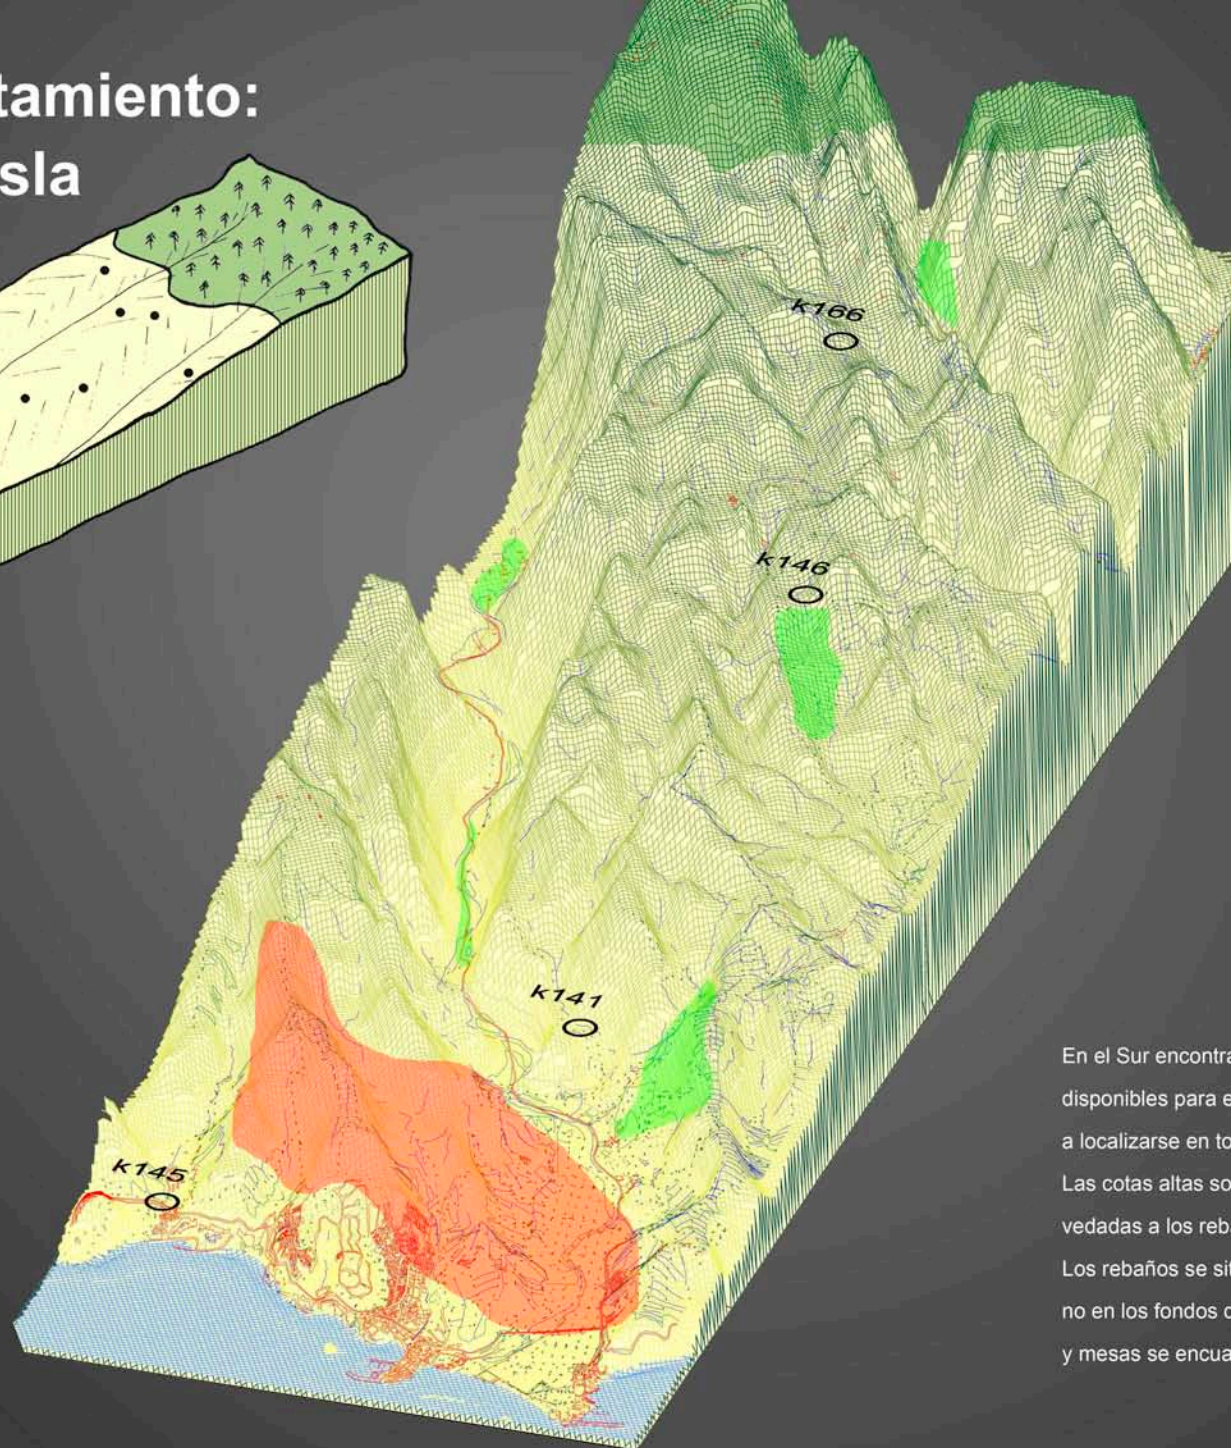 tamiento:
sla
k166
k146
k141
k145
En el Sur encontra
disponibles para e
a localizarse en to
Las cotas altas so
vedadas a los reb
Los rebaños se sit
no en los fondos d
y mesas se encua